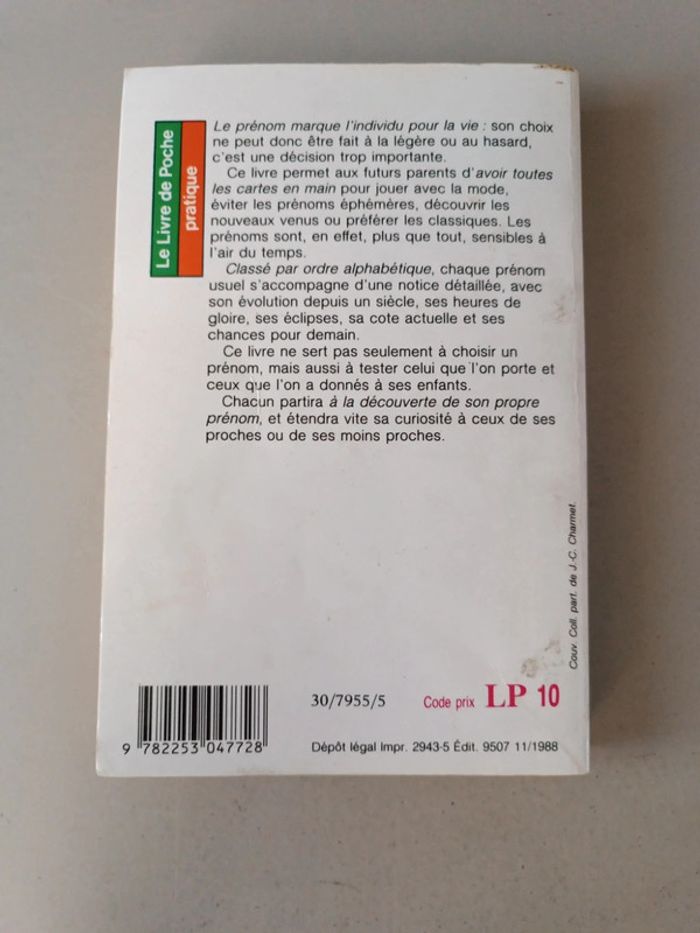 Le Livre de Poche
pratique
Le prénom marque l'individu pour la vie : son choix
ne peut donc être fait à la légère ou au hasard,
c'est une décision trop importante.
Ce livre permet aux futurs parents d'avoir toutes
les cartes en main pour jouer avec la mode,
éviter les prénoms éphémères, découvrir les
nouveaux venus ou préférer les classiques. Les
prénoms sont, en effet, plus que tout, sensibles à
l'air du temps.
Classé par ordre alphabétique, chaque prénom
usuel s'accompagne d'une notice détaillée, avec
son évolution depuis un siècle, ses heures de
gloire, ses éclipses, sa cote actuelle et ses
chances pour demain.
Ce livre ne sert pas seulement à choisir un
prénom, mais aussi à tester celui que l'on porte et
ceux que l'on a donnés à ses enfants.
Chacun partira à la découverte de son propre
prénom, et étendra vite sa curiosité à ceux de ses
proches ou de ses moins proches.
Couv. Coll. part. de J.-C. Charmet.
30/7955/5
Code prix LP 10
9 782253 047728
Dépôt légal Impr. 2943-5 Édit. 9507 11/1988